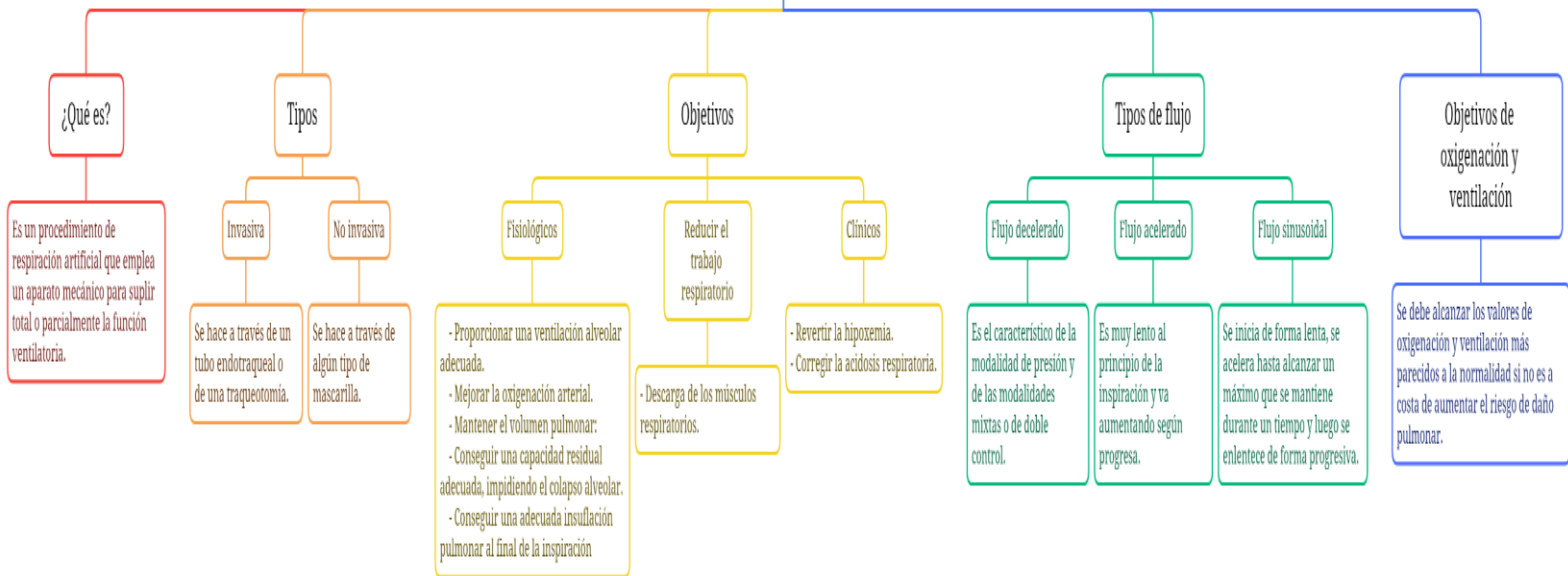 ¿Qué es?
Es un procedimiento de
respiración artificial que emplea
un aparato mecánico para suplir
total o parcialmente la función
ventilatoria.
Tipos
Invasiva
Se hace a través de un
tubo endotraqueal o
de una traqueotomía.
No invasiva
Se hace a través de
algún tipo de
mascarilla.
Objetivos
Fisiológicos
- Proporcionar una ventilación alveolar
adecuada.
- Mejorar la oxigenación arterial.
- Mantener el volumen pulmonar:
- Conseguir una capacidad residual
adecuada, impidiendo el colapso alveolar.
- Conseguir una adecuada insuflación
pulmonar al final de la inspiración
Reducir el
trabajo
respiratorio
- Descarga de los músculos
respiratorios.
Clínicos
- Revertir la hipoxemia.
- Corregir la acidosis respiratoria.
Tipos de flujo
Flujo decelerado
Es el característico de la
modalidad de presión y
de las modalidades
mixtas o de doble
control.
Flujo acelerado
Es muy lento al
principio de la
inspiración y va
aumentando según
progresa.
Flujo sinusoidal
Se inicia de forma lenta, se
acelera hasta alcanzar un
máximo que se mantiene
durante un tiempo y luego se
enlentece de forma progresiva.
Objetivos de
oxigenación y
ventilación
Se debe alcanzar los valores de
oxigenación y ventilación más
parecidos a la normalidad si no es a
costa de aumentar el riesgo de daño
pulmonar.